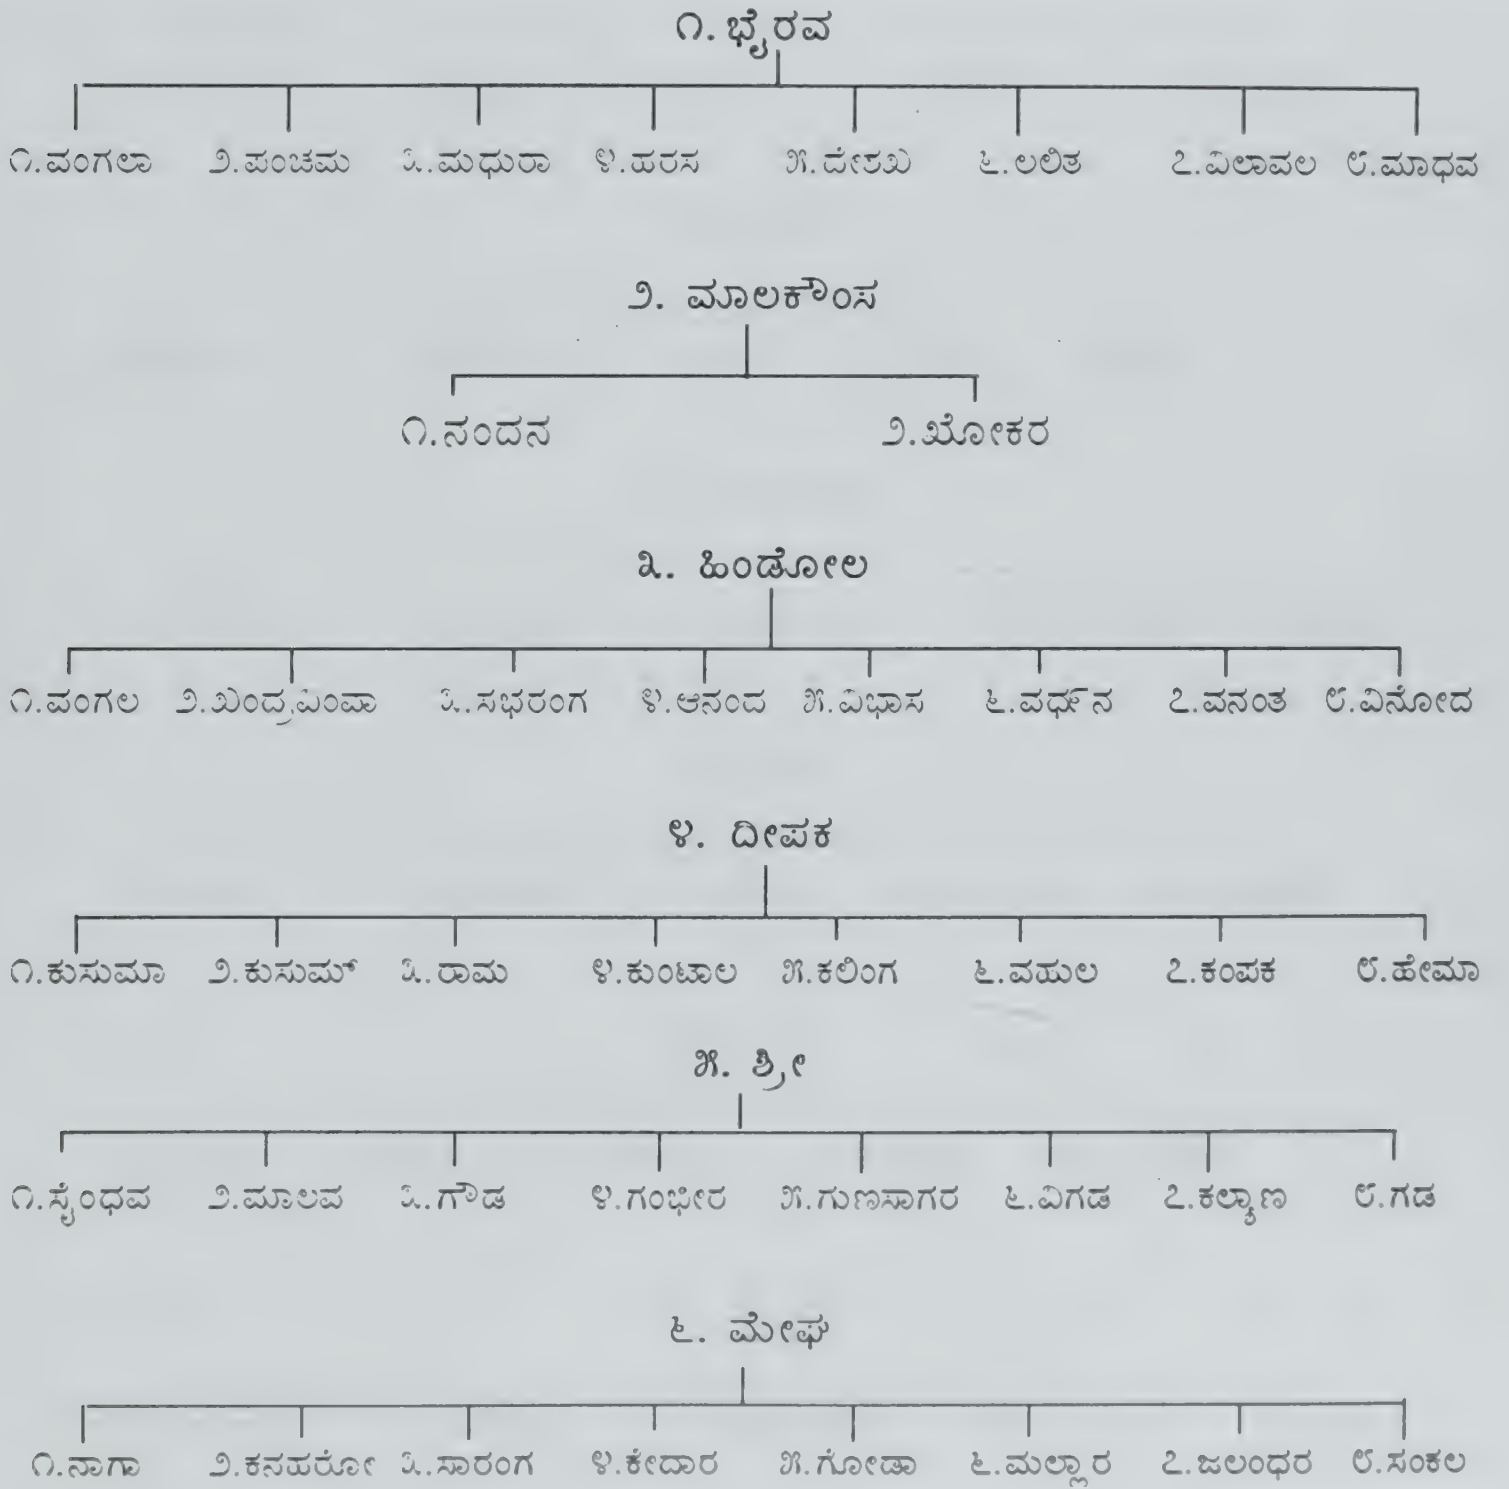 ೧. ಭೈರವ
೧.ವಂಗಲಾ ೨.ಪಂಚಮ ೩.ಮಧುರಾ ೪.ಹರಸ ೫.ದೇಶಖ ೬.ಲಲಿತ ೭.ವಿಲಾವಲ ೮.ಮಾಧವ
೨. ಮಾಲಕೌಂಸ
೧.ನಂದನ ೨.ಖೋಕರ
೩. ಹಿಂಡೋಲ
೧.ವಂಗಲ ೨.ಖಂದ್ರವಿಂವಾ ೩.ಸಭರಂಗ ೪.ಆನಂದ ೫.ವಿಭಾಸ ೬.ವರ್ಧನ ೭.ವನಂತ ೮.ವಿನೋದ
೪. ದೀಪಕ
೧.ಕುಸುಮಾ ೨.ಕುಸುಮ್ ೩.ರಾಮ ೪.ಕುಂಟಾಲ ೫.ಕಲಿಂಗ ೬.ವಹುಲ ೭.ಕಂಪಕ ೮.ಹೇಮಾ
೫. ಶ್ರೀ
೧.ಸೈಂಧವ ೨.ಮಾಲವ ೩.ಗೌಡ ೪.ಗಂಭೀರ ೫.ಗುಣಸಾಗರ ೬.ವಿಗಡ ೭.ಕಲ್ಯಾಣ ೮.ಗಡ
೬. ಮೇಘ
೧.ನಾಗಾ ೨.ಕನಹರೋ ೩.ಸಾರಂಗ ೪.ಕೇದಾರ ೫.ಗೋಡಾ ೬.ಮಲ್ಲಾರ ೭.ಜಲಂಧರ ೮.ಸಂಕಲ